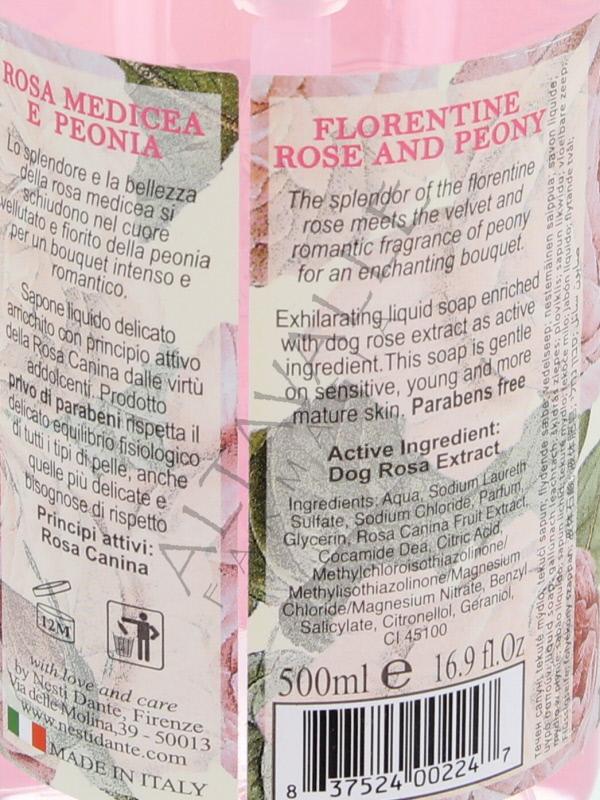 ROSA MEDICEA
E PEONIA
Lo splendore e la bellezza
della rosa medicea si
schiudono nel cuore
vellutato e fiorito della peonia
per un bouquet intenso e
romantico.
Sapone liquido delicato
arricchito con principio attivo
della Rosa Canina dalle virtù
addolcenti. Prodotto
privo di parabeni rispetta il
delicato equilibrio fisiologico
di tutti i tipi di pelle, anche
quelle più delicate e
bisognose di rispetto
Principi attivi:
Rosa Canina
12M
with love and care
by Nesti Dante, Firenze
Via delle Molina,39 - 50013
www.nestidante.com
MADE IN ITALY
FLORENTINE
ROSE AND PEONY
The splendor of the florentine
rose meets the velvet and
romantic fragrance of peony
for an enchanting bouquet.
Exhilarating liquid soap enriched
with dog rose extract as active
ingredient.This soap is gentle
on sensitive, young and more
mature skin. Parabens free
Active Ingredient:
Dog Rosa Extract
Ingredients: Aqua, Sodium Laureth
Sulfate, Sodium Chloride, Parfum,
Glycerin, Rosa Canina Fruit Extract,
Cocamide Dea, Citric Acid,
Methylchloroisothiazolinone/
Methylisothiazolinone/Magnesium
Chloride/Magnesium Nitrate, Benzyl
Salicylate, Citronellol, Geraniol,
CI 45100
500ml e 16.9 fl.Oz
8 37524 00224 7
ALTAVALLE
FARMACIA